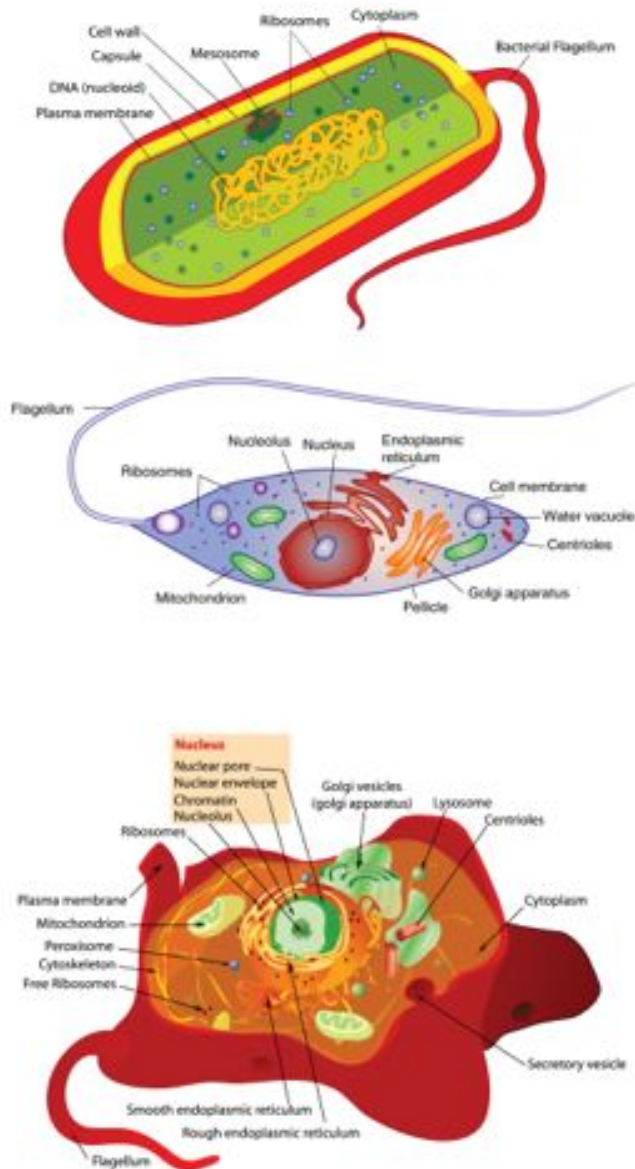 Cell wall
Capsule
Mesosome
Ribosomes
Cytoplasm
Bacterial Flagellum
DNA (nucleoid)
Plasma membrane
Flagellum
Nucleolus
Nucleus
Endoplasmic
reticulum
Ribosomes
Cell membrane
Water vacuole
Centrioles
Mitochondrion
Golgi apparatus
Pellicle
Nucleus
Nuclear pore
Nuclear envelope
Chromatin
Nucleolus
Ribosomes
Golgi vesicles
(golgi apparatus)
Lysosome
Centrioles
Plasma membrane
Mitochondrion
Peroxisome
Cytoskeleton
Free Ribosomes
Cytoplasm
Secretory vesicle
Smooth endoplasmic reticulum
Rough endoplasmic reticulum
Flagellum